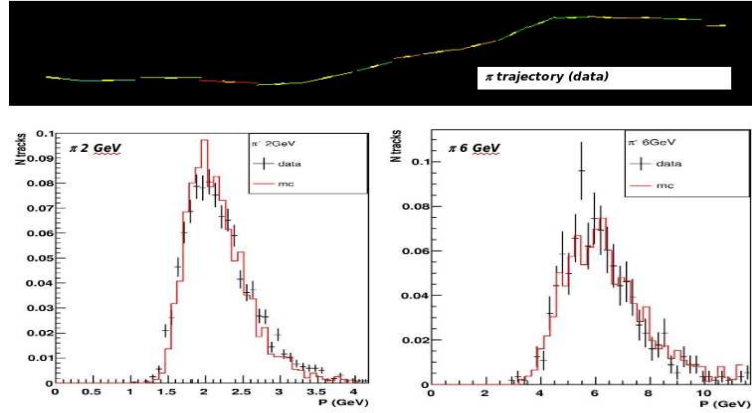 π trajectory (data)
N tracks
0.1
0.09
0.08
0.07
0.06
0.05
0.04
0.03
0.02
0.01
0
π 2 GeV
π⁻ 2GeV
data
mc
0 0.5 1 1.5 2 2.5 3 3.5 4
P (GeV)
N tracks
0.1
0.08
0.06
0.04
0.02
0
π 6 GeV
π⁻ 6GeV
data
mc
0 2 4 6 8 10
P (GeV)